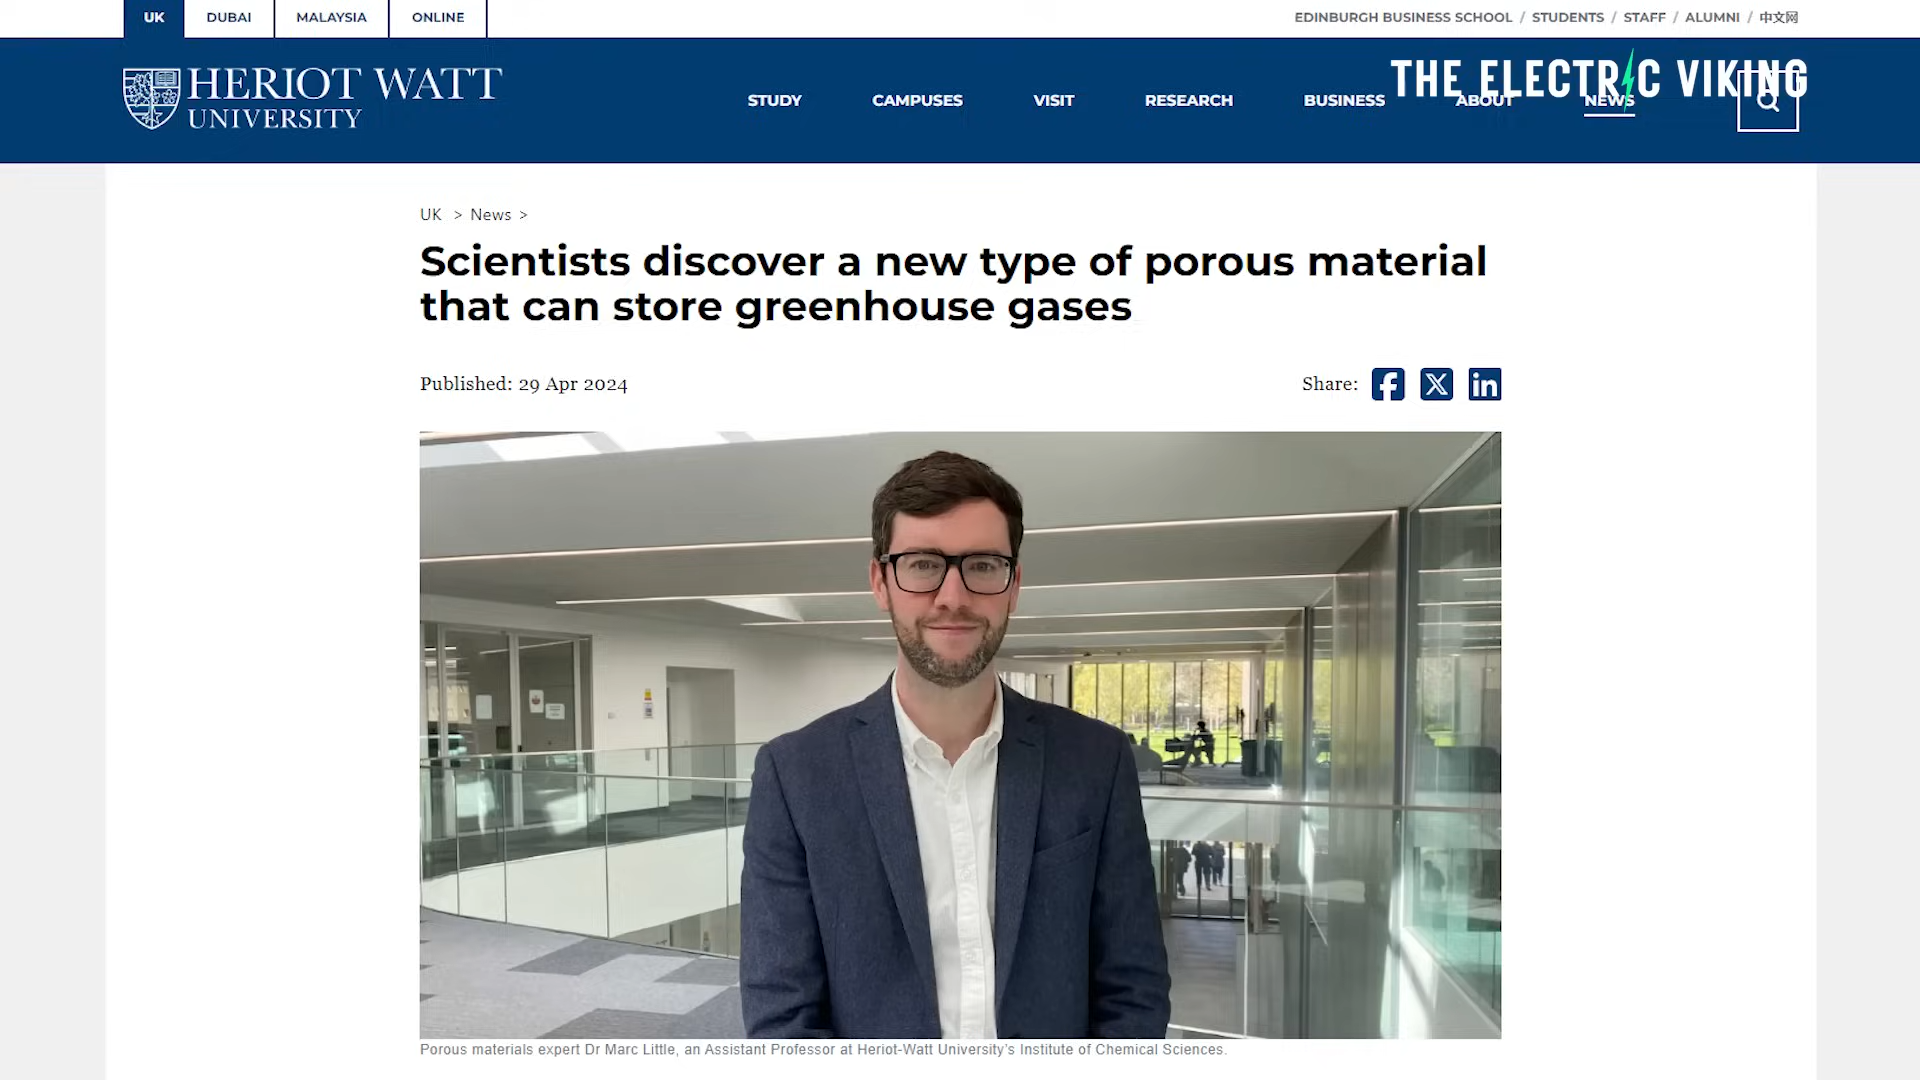 UK
DUBAI
MALAYSIA
ONLINE
EDINBURGH BUSINESS SCHOOL / STUDENTS / STAFF / ALUMNI / 中文网
HERIOT WATT
UNIVERSITY
THE ELECTRIC VIKING
STUDY
CAMPUSES
VISIT
RESEARCH
BUSINESS
ABOUT
NEWS
UK > News >
Scientists discover a new type of porous material
that can store greenhouse gases
Published: 29 Apr 2024
Share:
Porous materials expert Dr Marc Little, an Assistant Professor at Heriot-Watt University's Institute of Chemical Sciences.